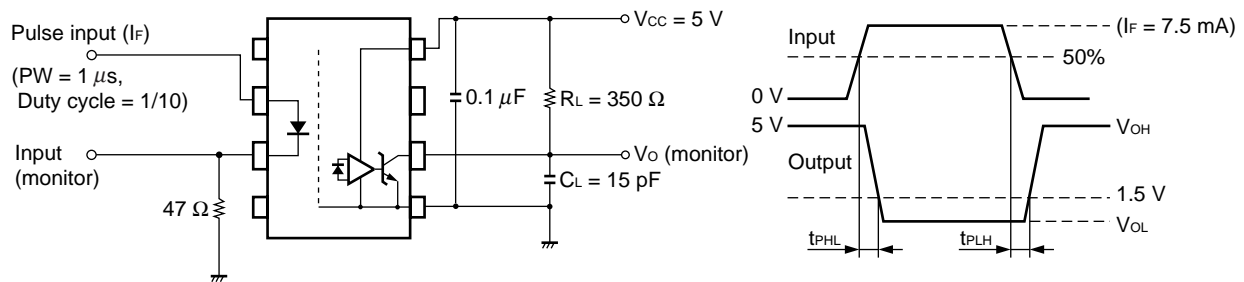 Pulse input (IF)
(PW = 1 μs,
Duty cycle = 1/10)
Input
(monitor)
47 Ω
VCC = 5 V
0.1 μF
RL = 350 Ω
VO (monitor)
CL = 15 pF
Input
(IF = 7.5 mA)
50%
0 V
5 V
VOH
Output
1.5 V
VOL
tPHL
tPLH